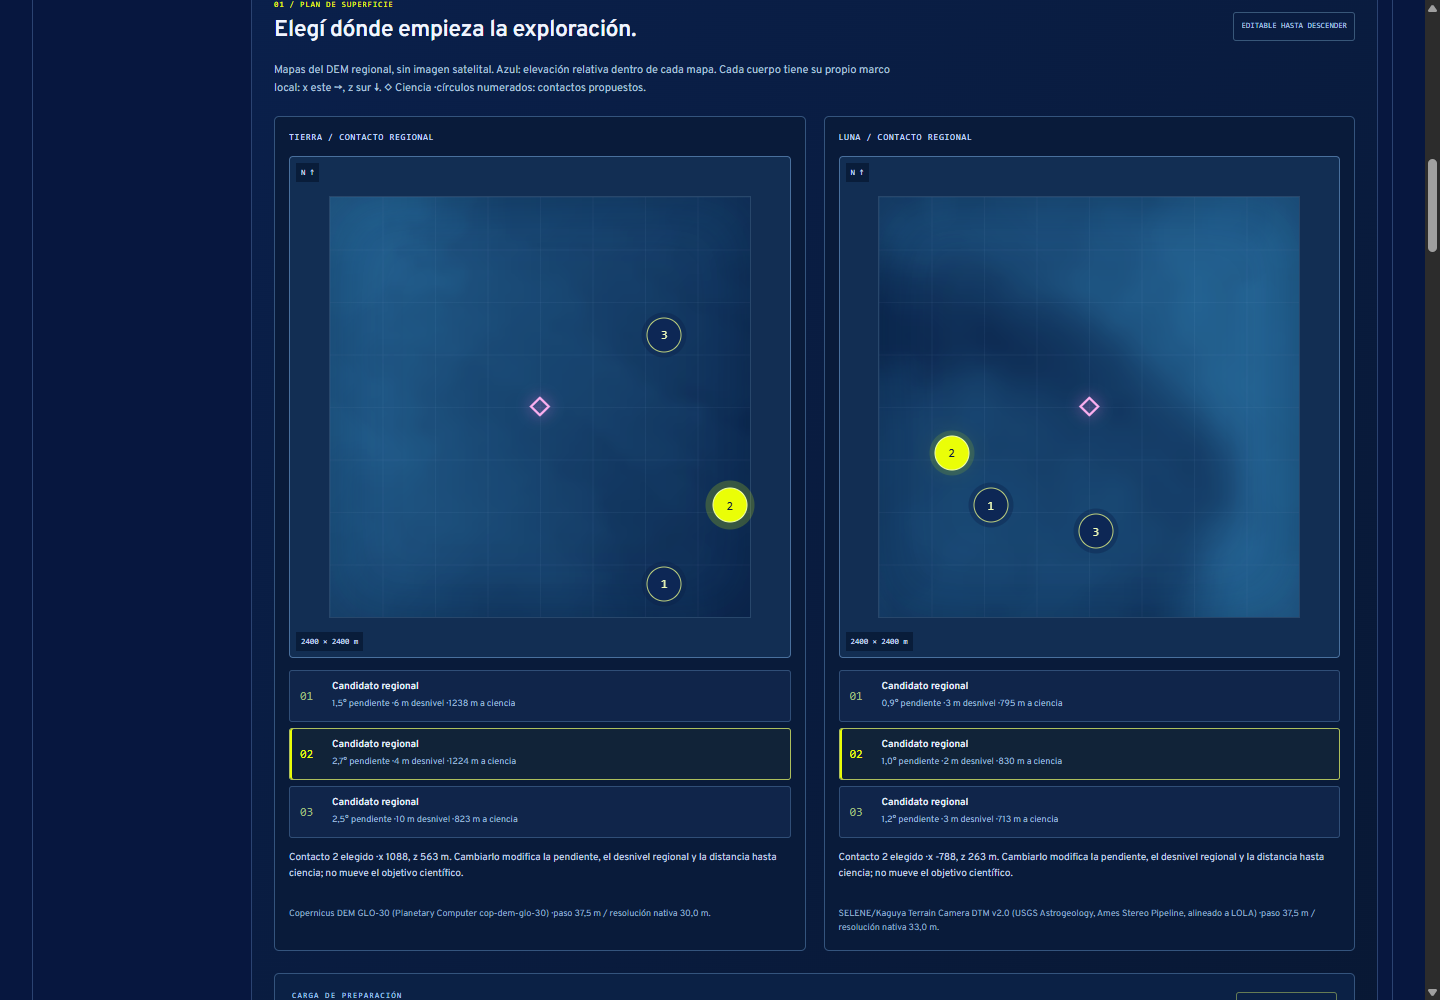 01 / PLAN DE SUPERFICIE
Elegí dónde empieza la exploración.
EDITABLE HASTA DESCENDER
Mapas del DEM regional, sin imagen satelital. Azul: elevación relativa dentro de cada mapa. Cada cuerpo tiene su propio marco
local: x este →, z sur ↓. ◇ Ciencia · círculos numerados: contactos propuestos.
TIERRA / CONTACTO REGIONAL
N ↑
3
2
1
2400 × 2400 m
01
Candidato regional
1,5° pendiente · 6 m desnivel · 1238 m a ciencia
02
Candidato regional
2,7° pendiente · 4 m desnivel · 1224 m a ciencia
03
Candidato regional
2,5° pendiente · 10 m desnivel · 823 m a ciencia
Contacto 2 elegido · x 1088, z 563 m. Cambiarlo modifica la pendiente, el desnivel regional y la distancia hasta
ciencia; no mueve el objetivo científico.
Copernicus DEM GLO-30 (Planetary Computer cop-dem-glo-30) · paso 37,5 m / resolución nativa 30,0 m.
LUNA / CONTACTO REGIONAL
N ↑
2
1
3
2400 × 2400 m
01
Candidato regional
0,9° pendiente · 3 m desnivel · 795 m a ciencia
02
Candidato regional
1,0° pendiente · 2 m desnivel · 830 m a ciencia
03
Candidato regional
1,2° pendiente · 3 m desnivel · 713 m a ciencia
Contacto 2 elegido · x -788, z 263 m. Cambiarlo modifica la pendiente, el desnivel regional y la distancia hasta
ciencia; no mueve el objetivo científico.
SELENE/Kaguya Terrain Camera DTM v2.0 (USGS Astrogeology, Ames Stereo Pipeline, alineado a LOLA) · paso 37,5 m /
resolución nativa 33,0 m.
CARGA DE PREPARACIÓN